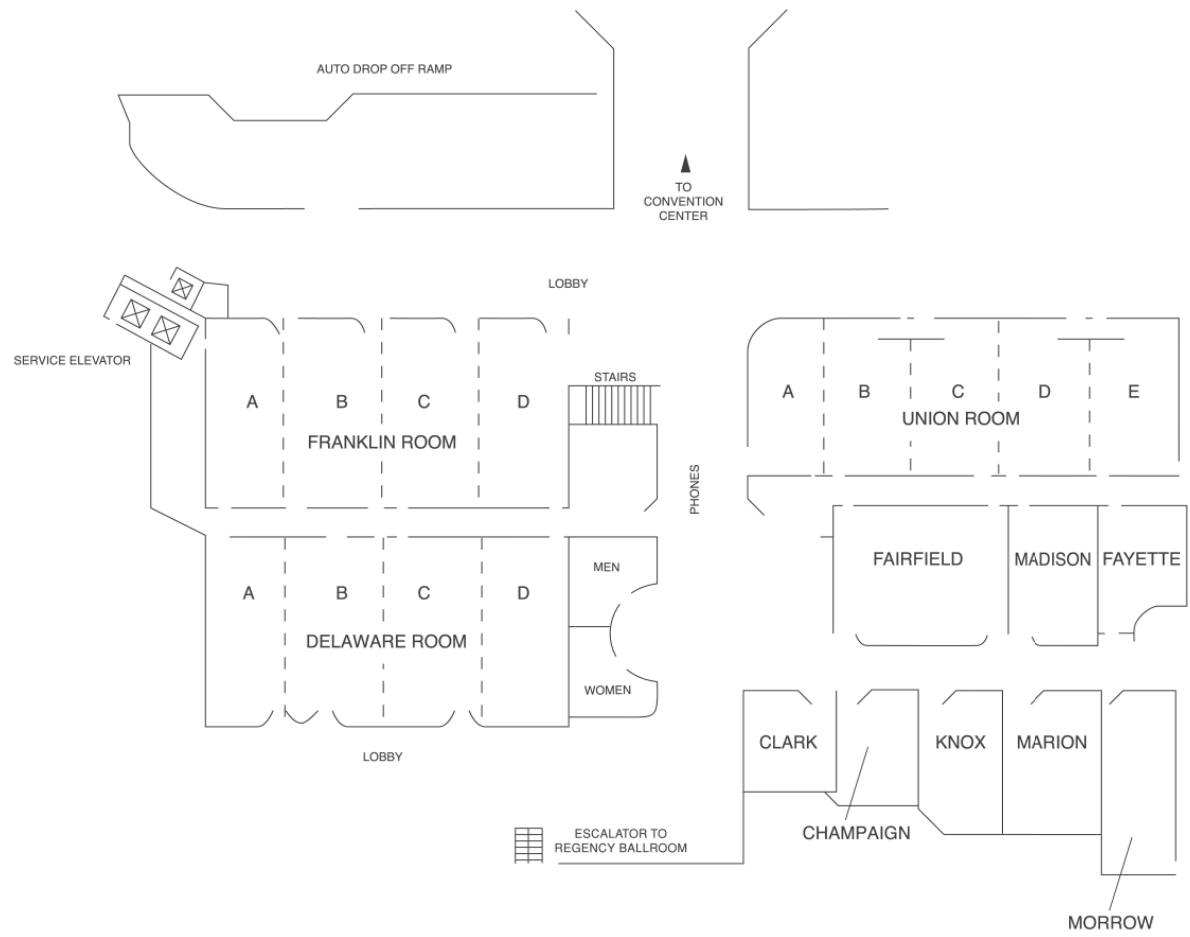 AUTO DROP OFF RAMP
TO
CONVENTION
CENTER
LOBBY
SERVICE ELEVATOR
STAIRS
A
B
C
D
FRANKLIN ROOM
A
B
C
D
E
UNION ROOM
PHONES
A
B
C
D
DELAWARE ROOM
MEN
WOMEN
FAIRFIELD
MADISON
FAYETTE
LOBBY
CLARK
CHAMPAIGN
KNOX
MARION
MORROW
ESCALATOR TO
REGENCY BALLROOM